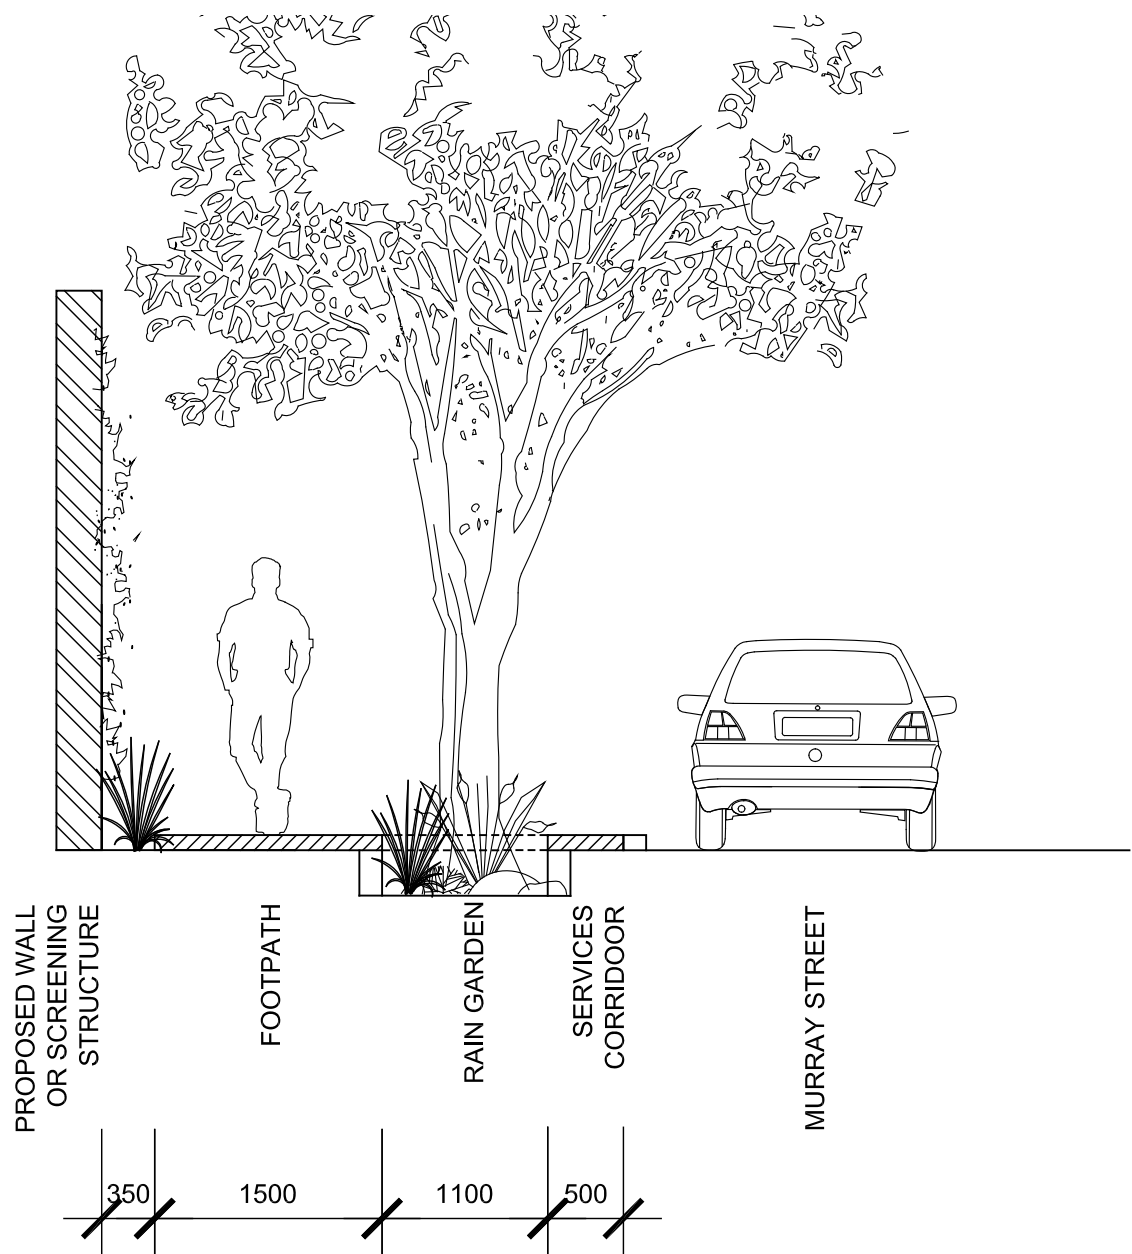 PROPOSED WALL
OR SCREENING
STRUCTURE
FOOTPATH
RAIN GARDEN
SERVICES
CORRIDOOR
MURRAY STREET
350
1500
1100
500